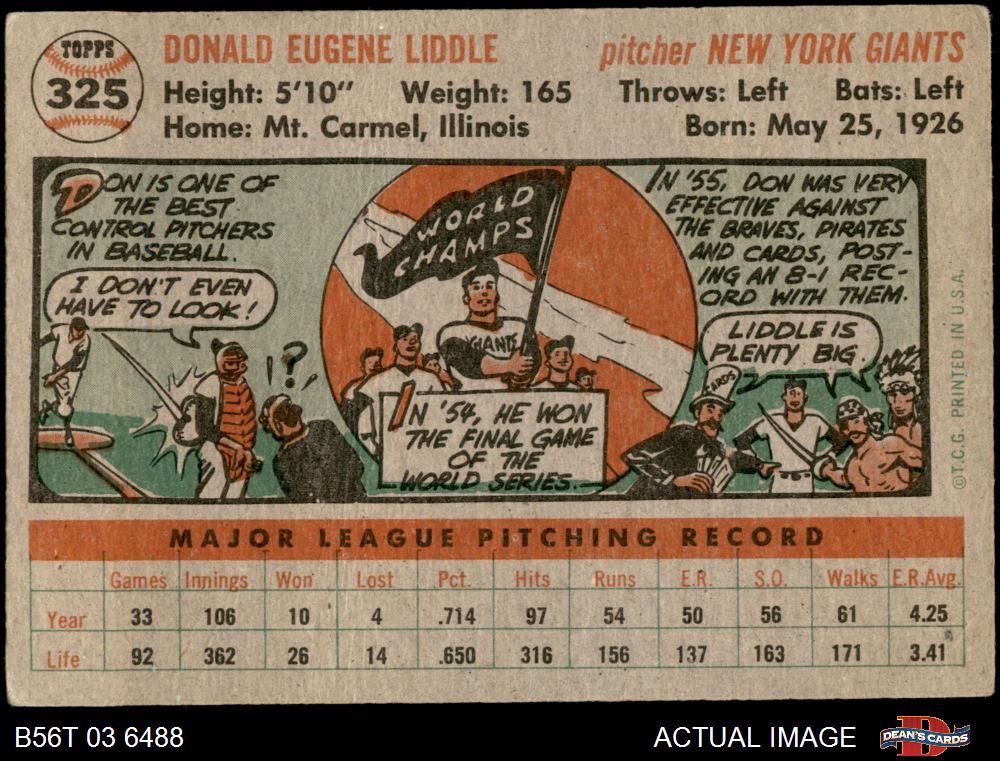 TOPPS
325
DONALD EUGENE LIDDLE
pitcher NEW YORK GIANTS
Height: 5'10" Weight: 165 Throws: Left Bats: Left
Home: Mt. Carmel, Illinois Born: May 25, 1926
DON IS ONE OF
THE BEST
CONTROL PITCHERS
IN BASEBALL.
I DON'T EVEN
HAVE TO LOOK!
!?
WORLD
CHAMPS
GIANTS
IN '54, HE WON
THE FINAL GAME
OF THE
WORLD SERIES.
IN '55, DON WAS VERY
EFFECTIVE AGAINST
THE BRAVES, PIRATES
AND CARDS, POST-
ING AN 8-1 REC-
ORD WITH THEM.
LIDDLE IS
PLENTY BIG.
CARDS
©T.C.G. PRINTED IN U.S.A.
MAJOR LEAGUE PITCHING RECORD
Games Innings Won Lost Pct. Hits Runs E.R. S.O. Walks E.R.Avg.
Year 33 106 10 4 .714 97 54 50 56 61 4.25
Life 92 362 26 14 .650 316 156 137 163 171 3.41
B56T 03 6488
ACTUAL IMAGE
D
DEAN'S CARDS